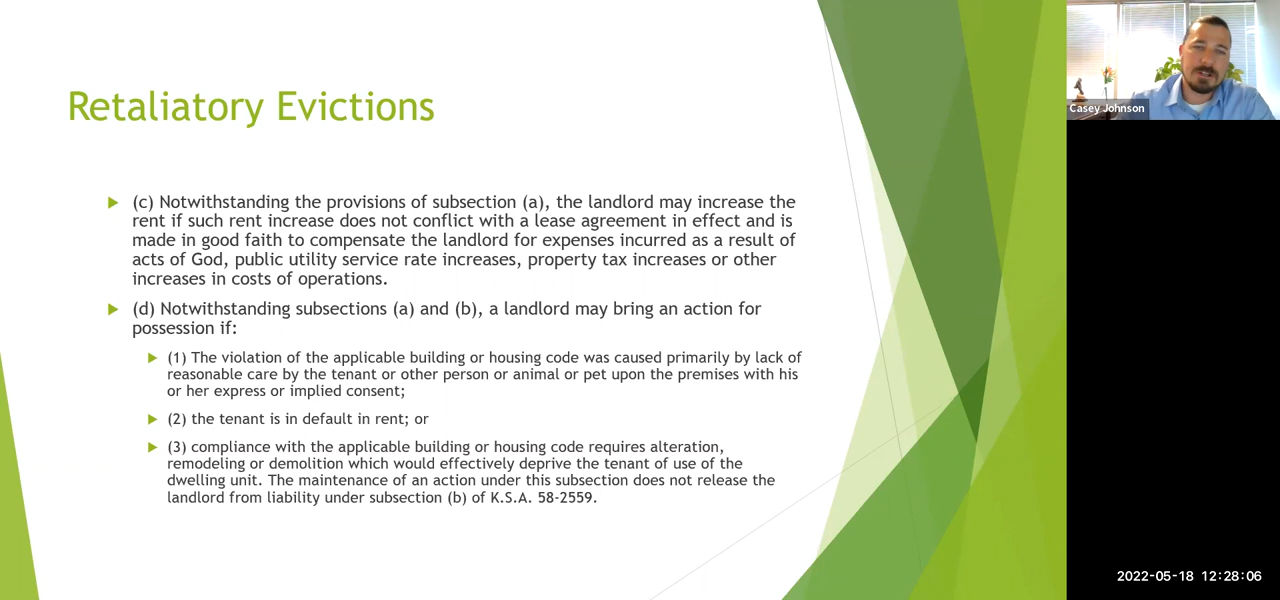 Retaliatory Evictions
(c) Notwithstanding the provisions of subsection (a), the landlord may increase the
rent if such rent increase does not conflict with a lease agreement in effect and is
made in good faith to compensate the landlord for expenses incurred as a result of
acts of God, public utility service rate increases, property tax increases or other
increases in costs of operations.
(d) Notwithstanding subsections (a) and (b), a landlord may bring an action for
possession if:
(1) The violation of the applicable building or housing code was caused primarily by lack of
reasonable care by the tenant or other person or animal or pet upon the premises with his
or her express or implied consent;
(2) the tenant is in default in rent; or
(3) compliance with the applicable building or housing code requires alteration,
remodeling or demolition which would effectively deprive the tenant of use of the
dwelling unit. The maintenance of an action under this subsection does not release the
landlord from liability under subsection (b) of K.S.A. 58-2559.
Casey Johnson
2022-05-18 12:28:06